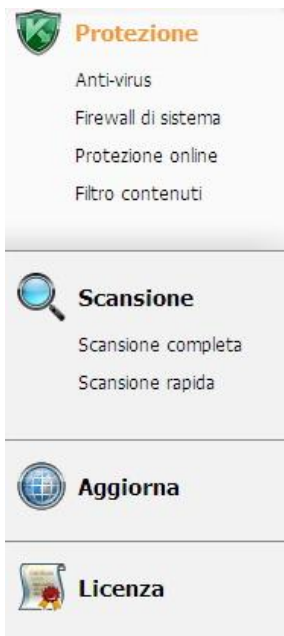 Protezione
Anti-virus
Firewall di sistema
Protezione online
Filtro contenuti
Scansione
Scansione completa
Scansione rapida
Aggiorna
Licenza